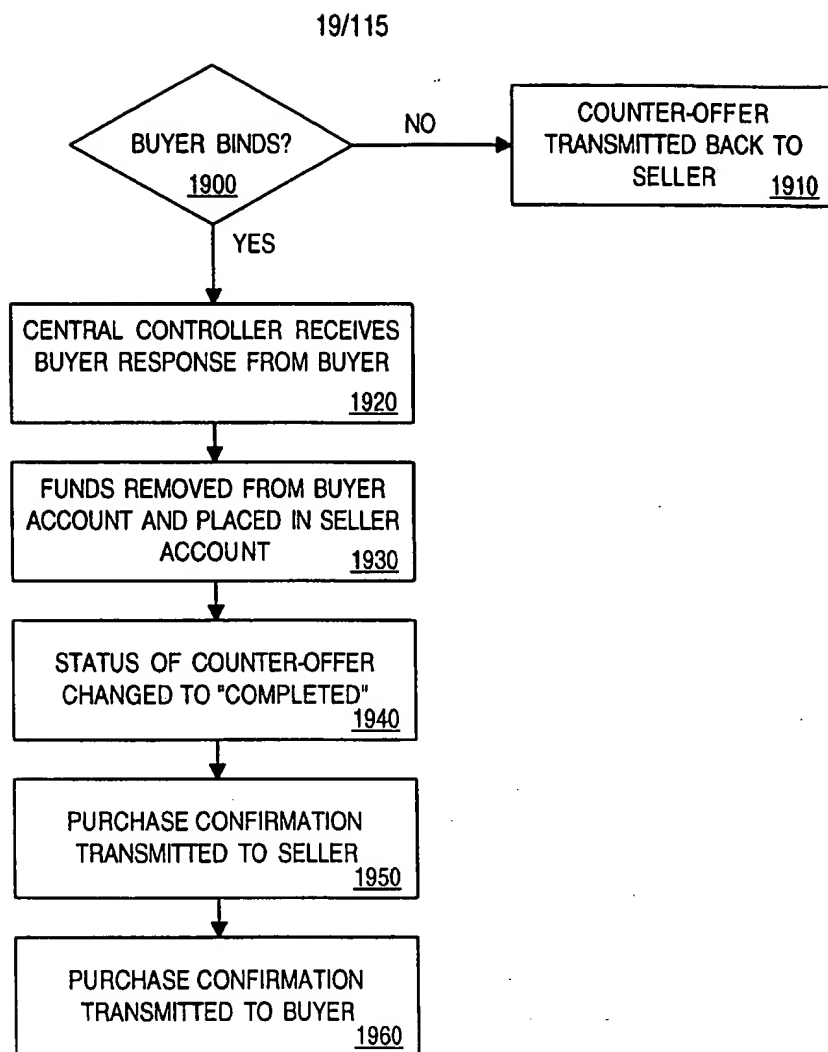 19/115
BUYER BINDS?
1900
NO
COUNTER-OFFER
TRANSMITTED BACK TO
SELLER
1910
YES
CENTRAL CONTROLLER RECEIVES
BUYER RESPONSE FROM BUYER
1920
FUNDS REMOVED FROM BUYER
ACCOUNT AND PLACED IN SELLER
ACCOUNT
1930
STATUS OF COUNTER-OFFER
CHANGED TO "COMPLETED"
1940
PURCHASE CONFIRMATION
TRANSMITTED TO SELLER
1950
PURCHASE CONFIRMATION
TRANSMITTED TO BUYER
1960